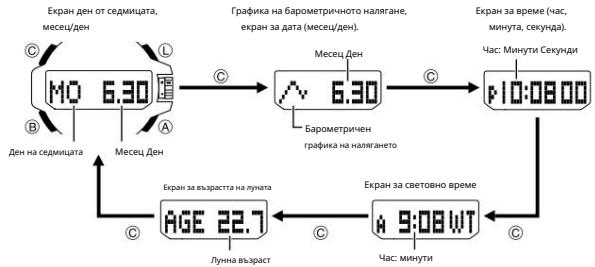 Екран ден от седмицата,
месец/ден
Графика на барометричното налягане,
екран за дата (месец/ден).
Екран за време (час,
минута, секунда).
Месец Ден
Час: Минути Секунди
C
L
MO 6.30
B
A
C
6.30
C
P10:08 00
Ден на седмицата
Месец Ден
Барометричен
графика на налягането
Екран за възрастта на луната
Екран за световно време
AGE 22.7
A 9:08 WT
C
C
C
Лунна възраст
Час: минути